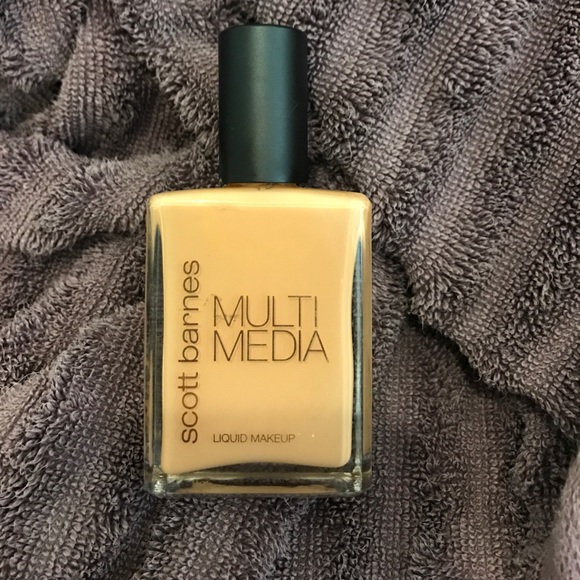 scott barnes
MULTI
MEDIA
LIQUID MAKEUP